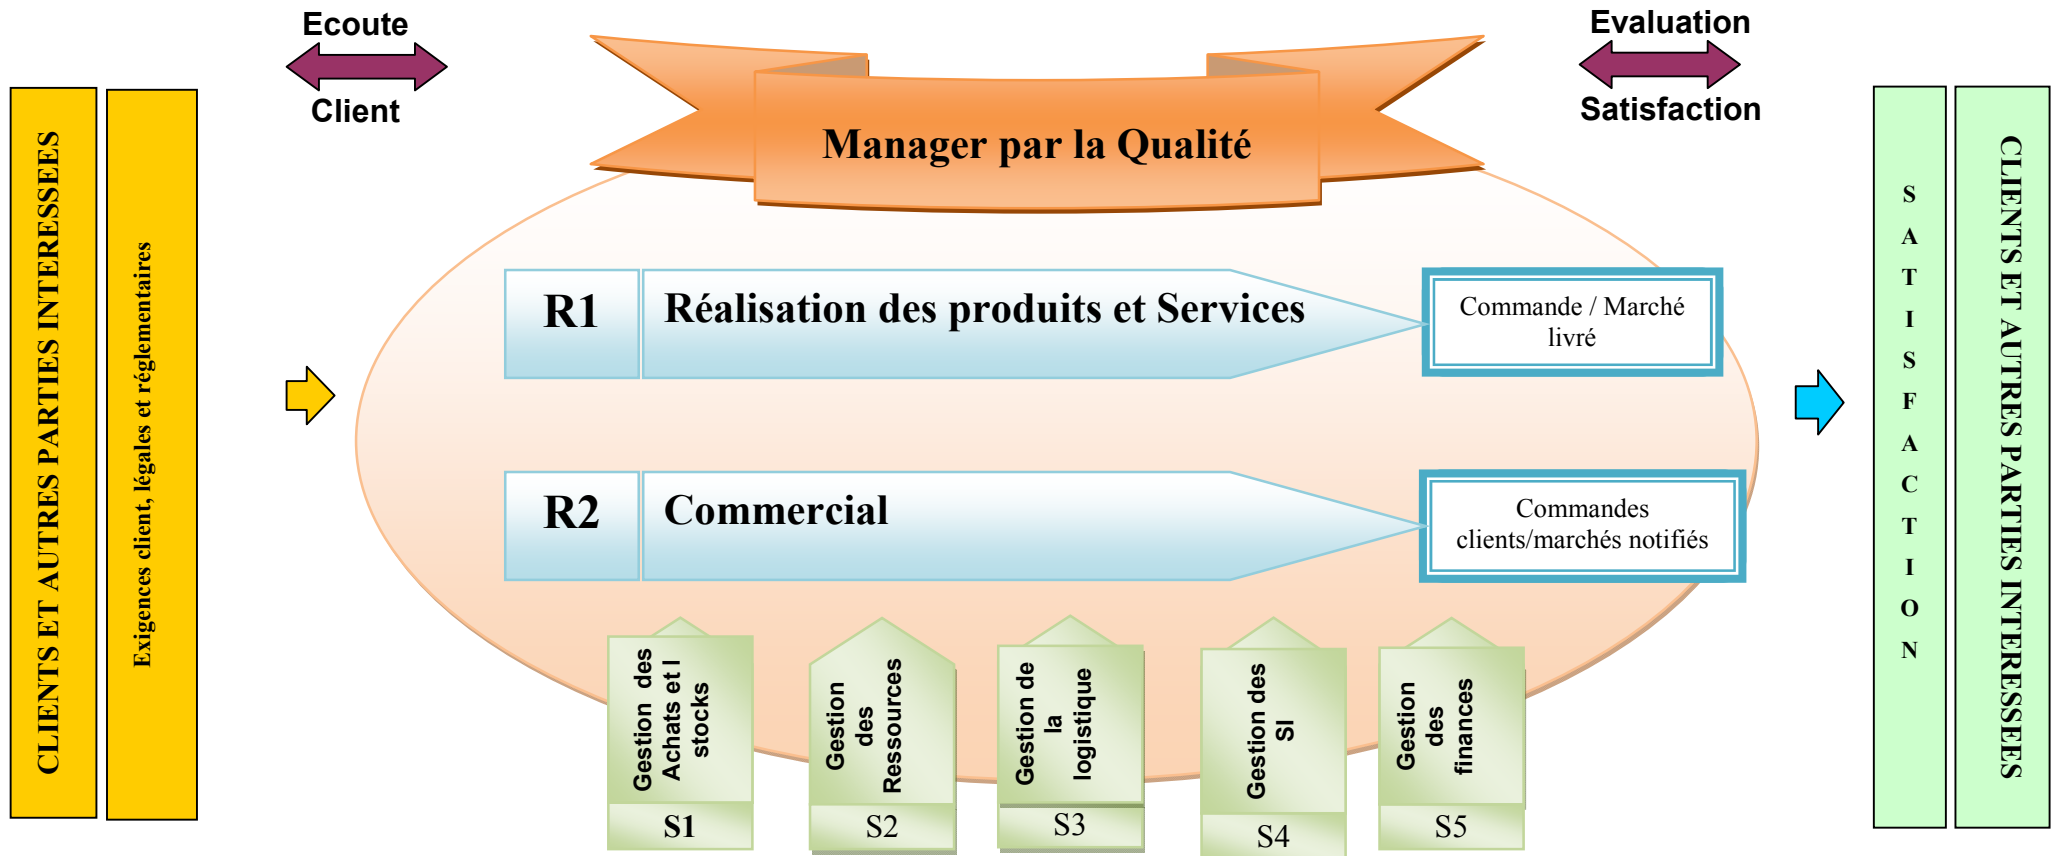 Ecoute
Client
Evaluation
Satisfaction
Manager par la Qualité
CLIENTS ET AUTRES PARTIES INTERESSEES
Exigences client, légales et réglementaires
R1
Réalisation des produits et Services
Commande / Marché
livré
R2
Commercial
Commandes
clients/marchés notifiés
Gestion des
Achats et l
stocks
S1
Gestion
des
Ressources
S2
Gestion de
la
logistique
S3
Gestion des
SI
S4
Gestion
des
finances
S5
S
A
T
I
S
F
A
C
T
I
O
N
CLIENTS ET AUTRES PARTIES INTERESSEES